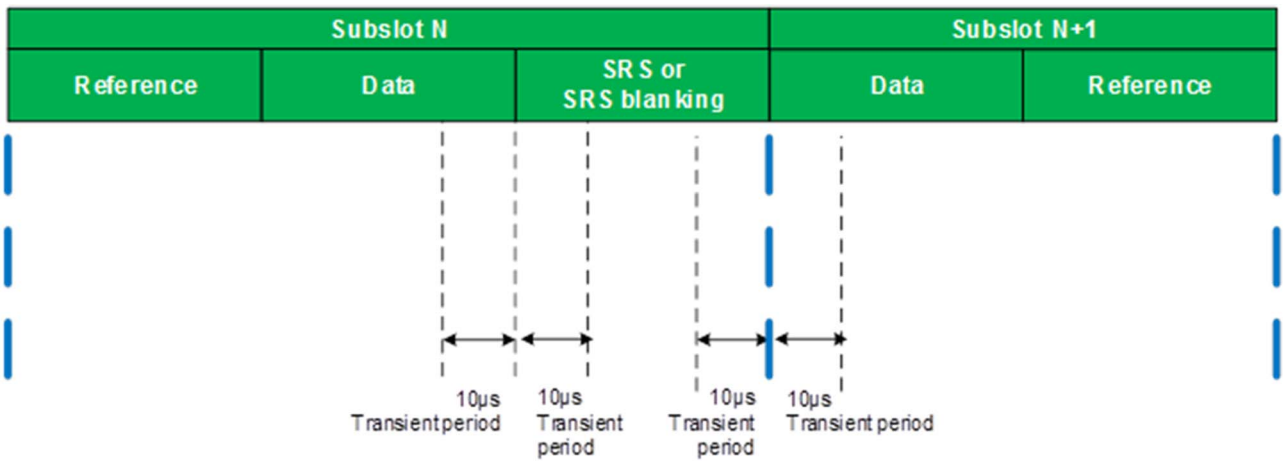 Subslot N
Subslot N+1
Reference
Data
SRS or
SRS blanking
Data
Reference
10µs
Transient period
10µs
Transient
period
10µs
Transient
period
10µs
Transient period